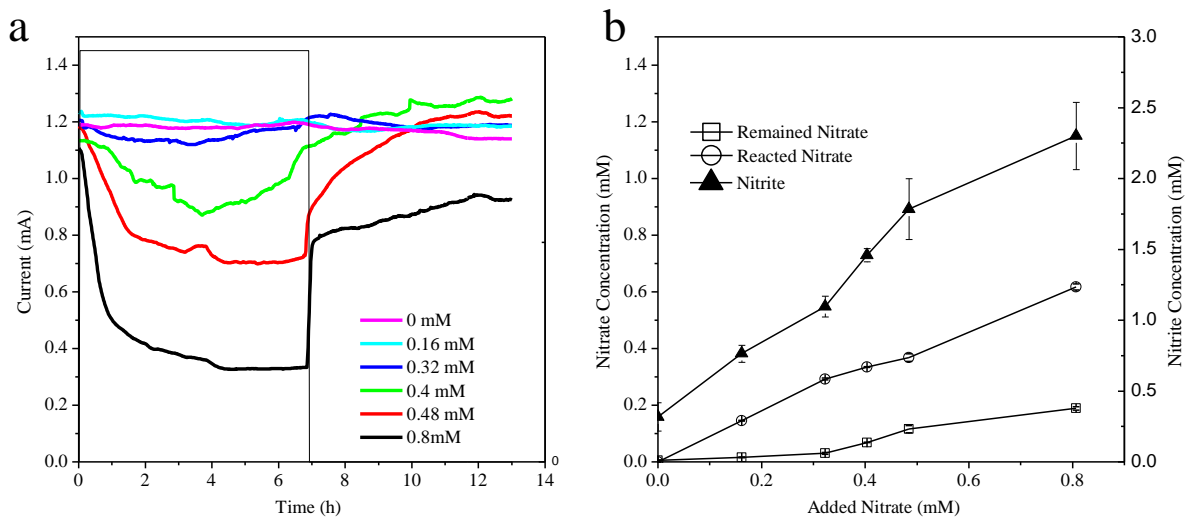 a
1.4
1.2
1.0
0.8
0.6
0.4
0.2
0.0
Current (mA)
0 mM
0.16 mM
0.32 mM
0.4 mM
0.48 mM
0.8mM
0
0 2 4 6 8 10 12 14
Time (h)
b
1.4
1.2
1.0
0.8
0.6
0.4
0.2
0.0
Nitrate Concentration (mM)
Remained Nitrate
Reacted Nitrate
Nitrite
3.0
2.5
2.0
1.5
1.0
0.5
0.0
Nitrite Concentration (mM)
0.0 0.2 0.4 0.6 0.8
Added Nitrate (mM)